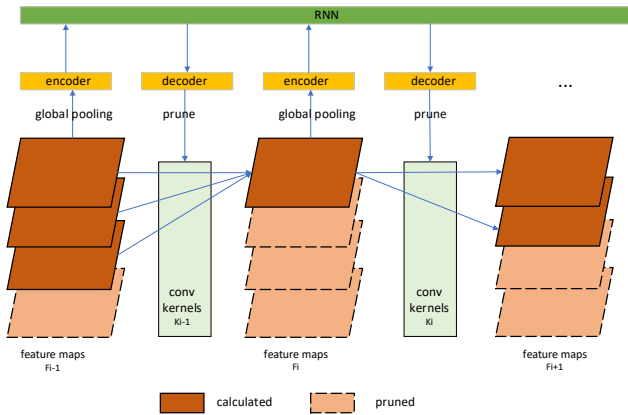 RNN
encoder
decoder
encoder
decoder
...
global pooling
prune
global pooling
prune
conv
kernels
Ki-1
conv
kernels
Ki
feature maps
Fi-1
feature maps
Fi
feature maps
Fi+1
calculated
pruned